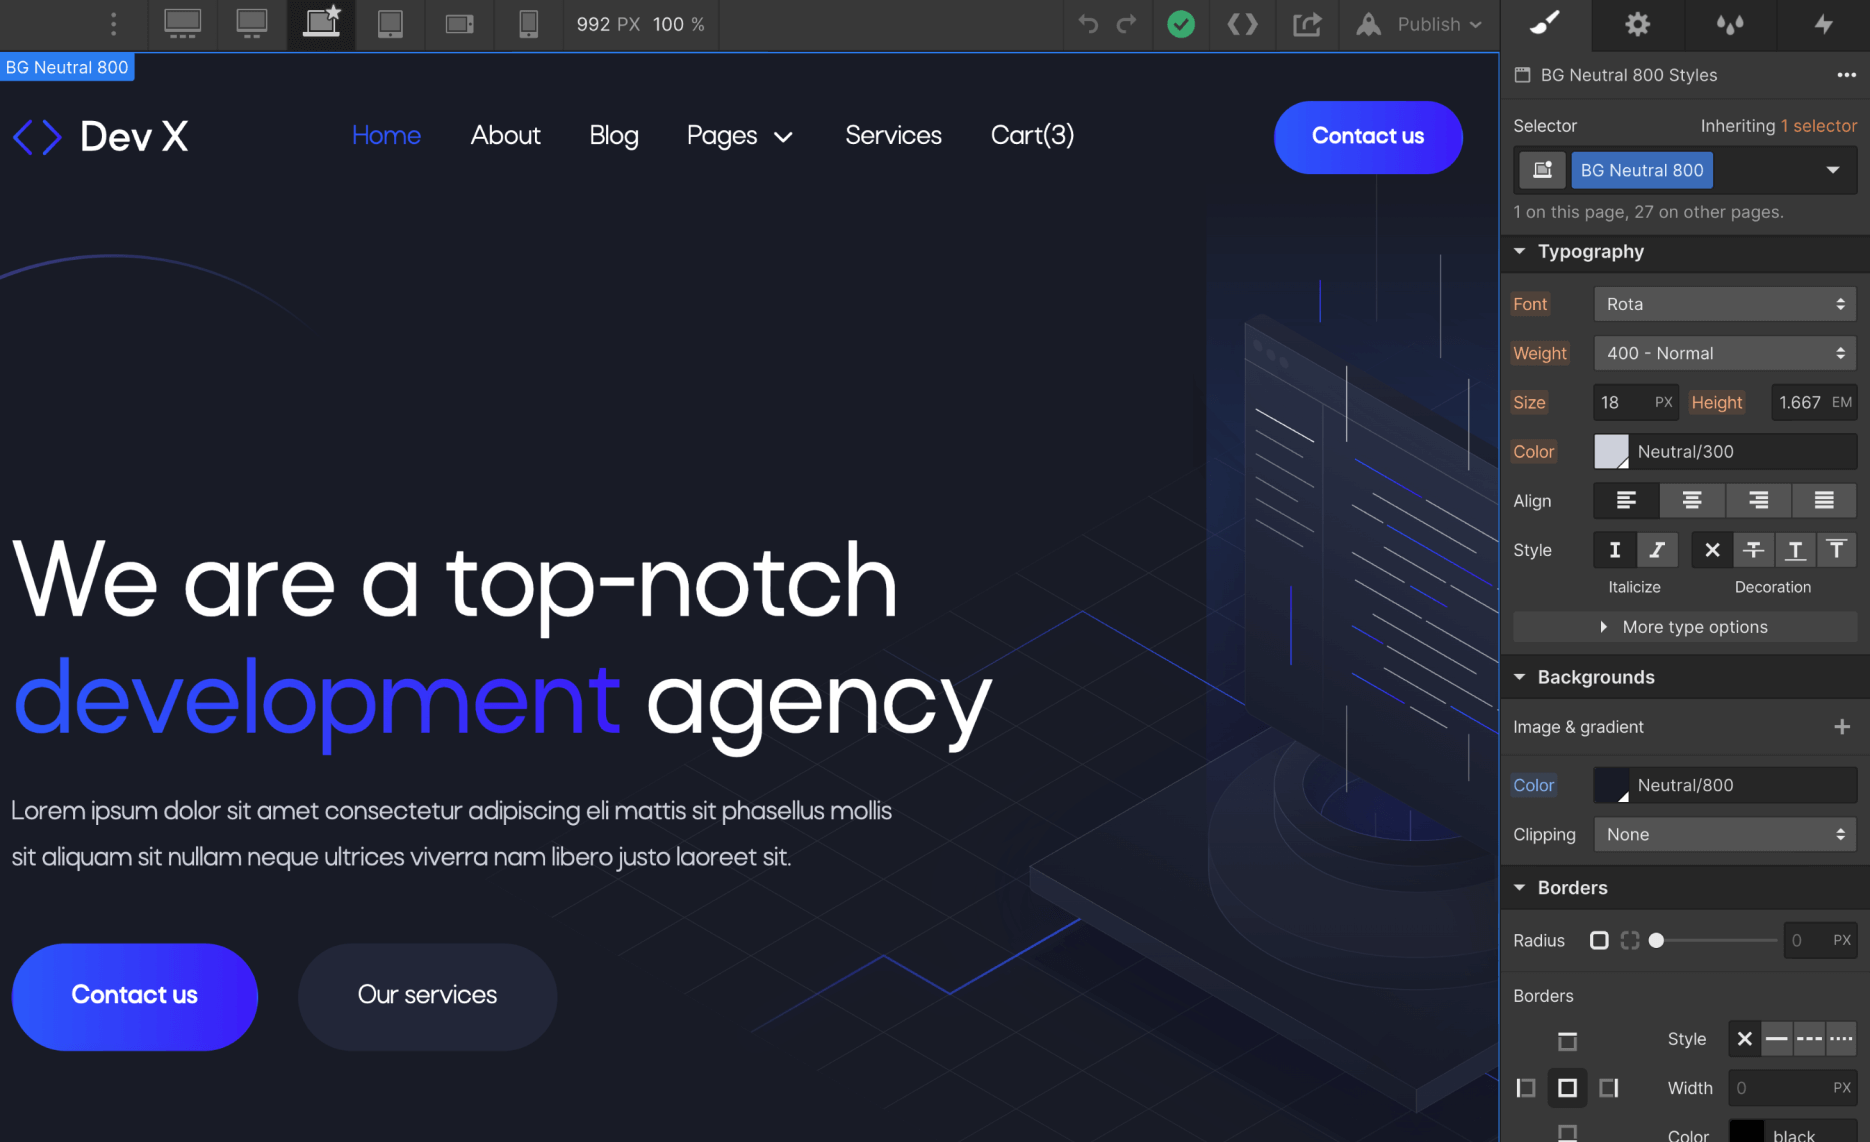 992 PX 100 %
Publish
BG Neutral 800
Dev X
Home About Blog Pages Services Cart(3)
Contact us
We are a top-notch
development agency
Lorem ipsum dolor sit amet consectetur adipiscing eli mattis sit phasellus mollis
sit aliquam sit nullam neque ultrices viverra nam libero justo laoreet sit.
Contact us
Our services
BG Neutral 800 Styles
Selector Inheriting 1 selector
BG Neutral 800
1 on this page, 27 on other pages.
Typography
Font Rota
Weight 400 - Normal
Size 18 PX Height 1.667 EM
Color Neutral/300
Align
Style
Italicize Decoration
More type options
Backgrounds
Image & gradient
Color Neutral/800
Clipping None
Borders
Radius 0 PX
Borders
Style
Width 0 PX
Color black